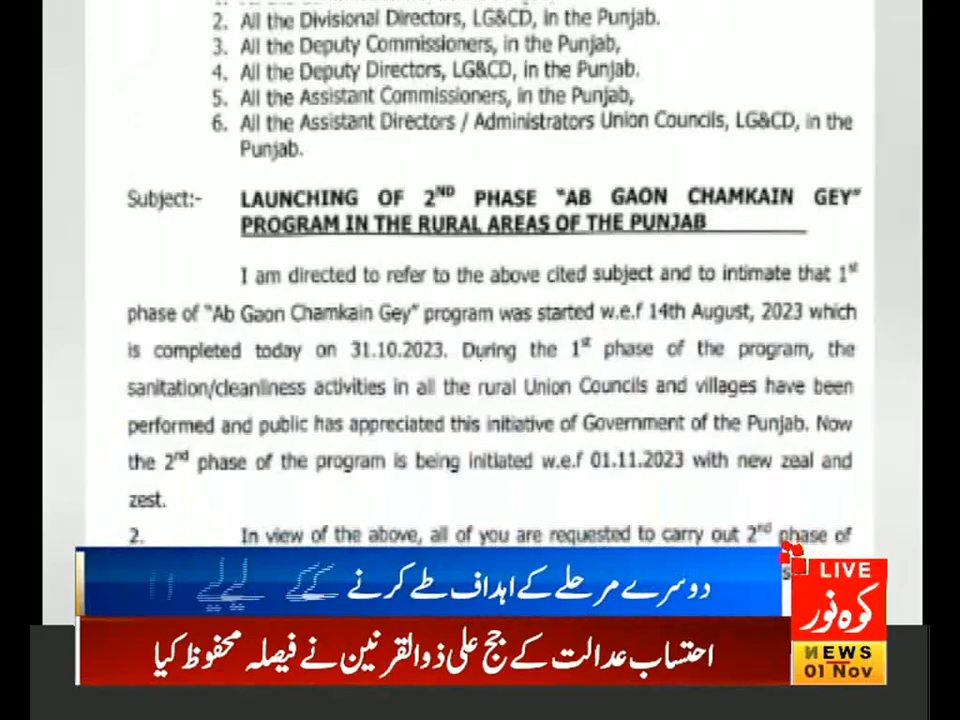 2. All the Divisional Directors, LG&CD, in the Punjab.
3. All the Deputy Commissioners, in the Punjab,
4. All the Deputy Directors, LG&CD, in the Punjab.
5. All the Assistant Commissioners, in the Punjab,
6. All the Assistant Directors / Administrators Union Councils, LG&CD, in the
Punjab.
Subject:- LAUNCHING OF 2ND PHASE "AB GAON CHAMKAIN GEY"
PROGRAM IN THE RURAL AREAS OF THE PUNJAB
I am directed to refer to the above cited subject and to intimate that 1st
phase of "Ab Gaon Chamkain Gey" program was started w.e.f 14th August, 2023 which
is completed today on 31.10.2023. During the 1st phase of the program, the
sanitation/cleanliness activities in all the rural Union Councils and villages have been
performed and public has appreciated this initiative of Government of the Punjab. Now
the 2nd phase of the program is being initiated w.e.f 01.11.2023 with new zeal and
zest.
2. In view of the above, all of you are requested to carry out 2nd phase of
دوسرے مرحلے کے اہداف طے کرنے کے لیے
احتساب عدالت کے جج علی ذوالقرنین نے فیصلہ محفوظ کیا
LIVE
کوہ نور
NEWS
01 Nov